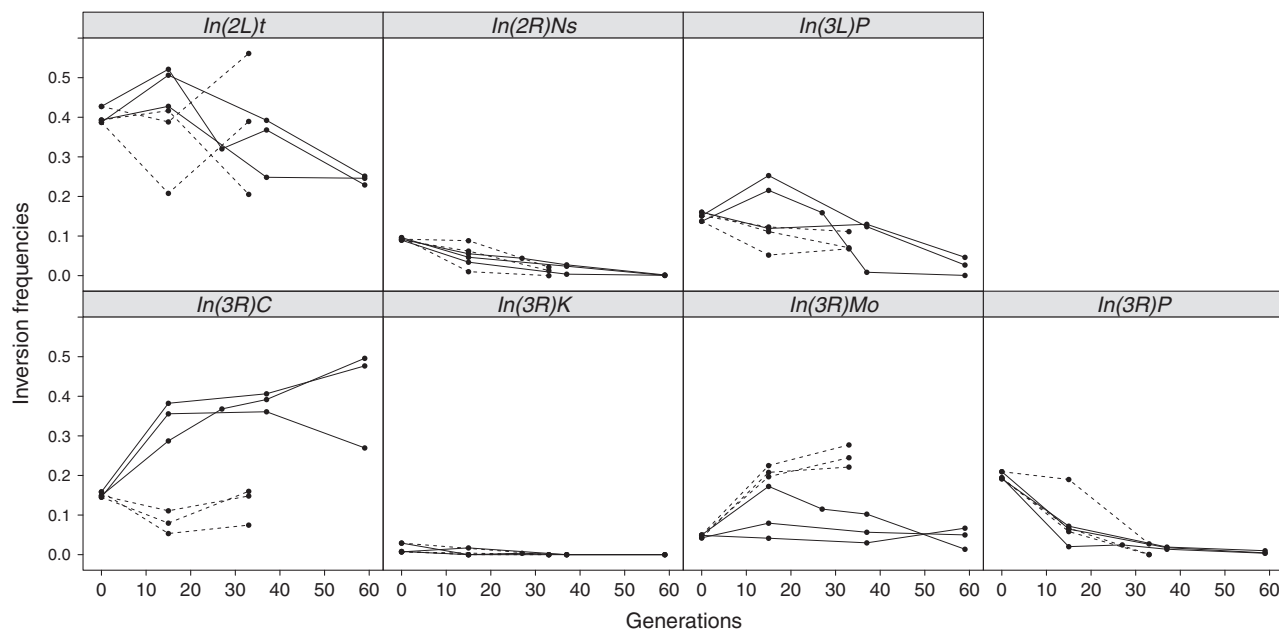 In(2L)t In(2R)Ns In(3L)P
0.5
0.4
0.3
0.2
0.1
0.0
In(3R)C In(3R)K In(3R)Mo In(3R)P
0.5
0.4
0.3
0.2
0.1
0.0
Inversion frequencies
0 10 20 30 40 50 60 0 10 20 30 40 50 60 0 10 20 30 40 50 60 0 10 20 30 40 50 60
Generations